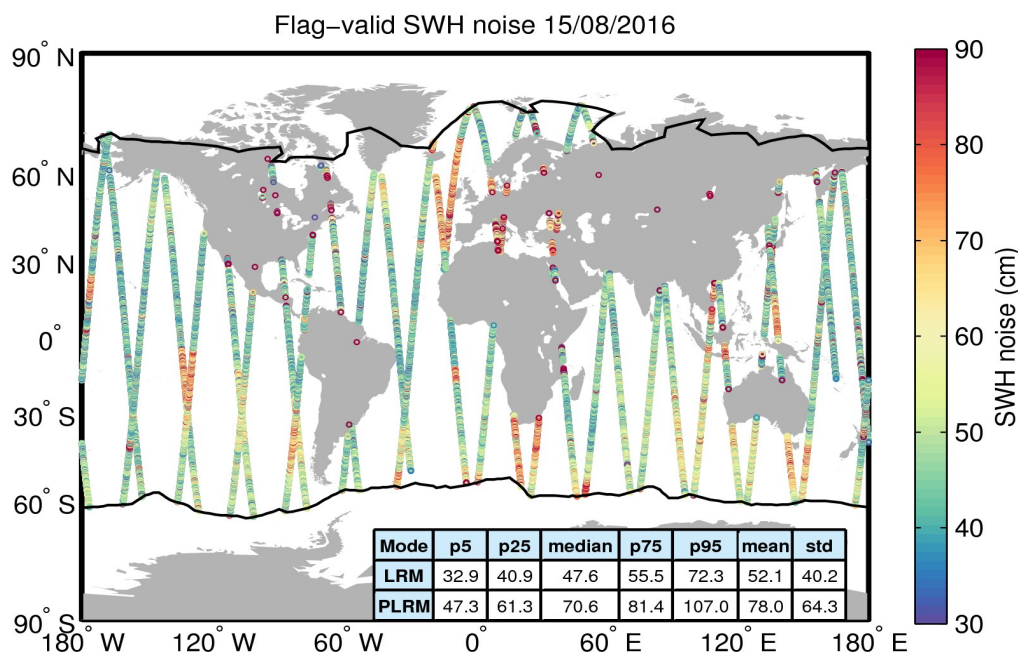 Flag−valid SWH noise 15/08/2016
90° N
60° N
30° N
0°
30° S
60° S
90° S
180° W
120° W
60° W
0°
60° E
120° E
180° E
Mode p5 p25 median p75 p95 mean std
LRM 32.9 40.9 47.6 55.5 72.3 52.1 40.2
PLRM 47.3 61.3 70.6 81.4 107.0 78.0 64.3
90
80
70
60
50
40
30
SWH noise (cm)